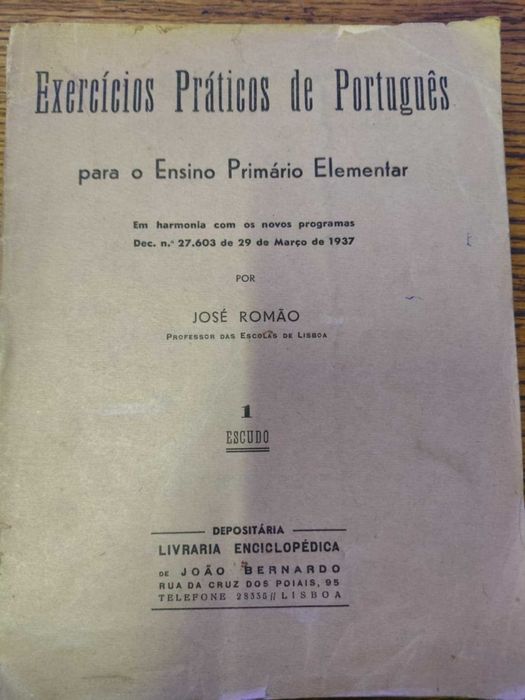 Exercícios Práticos de Português
para o Ensino Primário Elementar
Em harmonia com os novos programas
Dec. n.º 27.603 de 29 de Março de 1937
POR
JOSÉ ROMÃO
PROFESSOR DAS ESCOLAS DE LISBOA
1
ESCUDO
DEPOSITÁRIA
LIVRARIA ENCICLOPÉDICA
DE JOÃO BERNARDO
RUA DA CRUZ DOS POIAIS, 95
TELEFONE 28536 // LISBOA